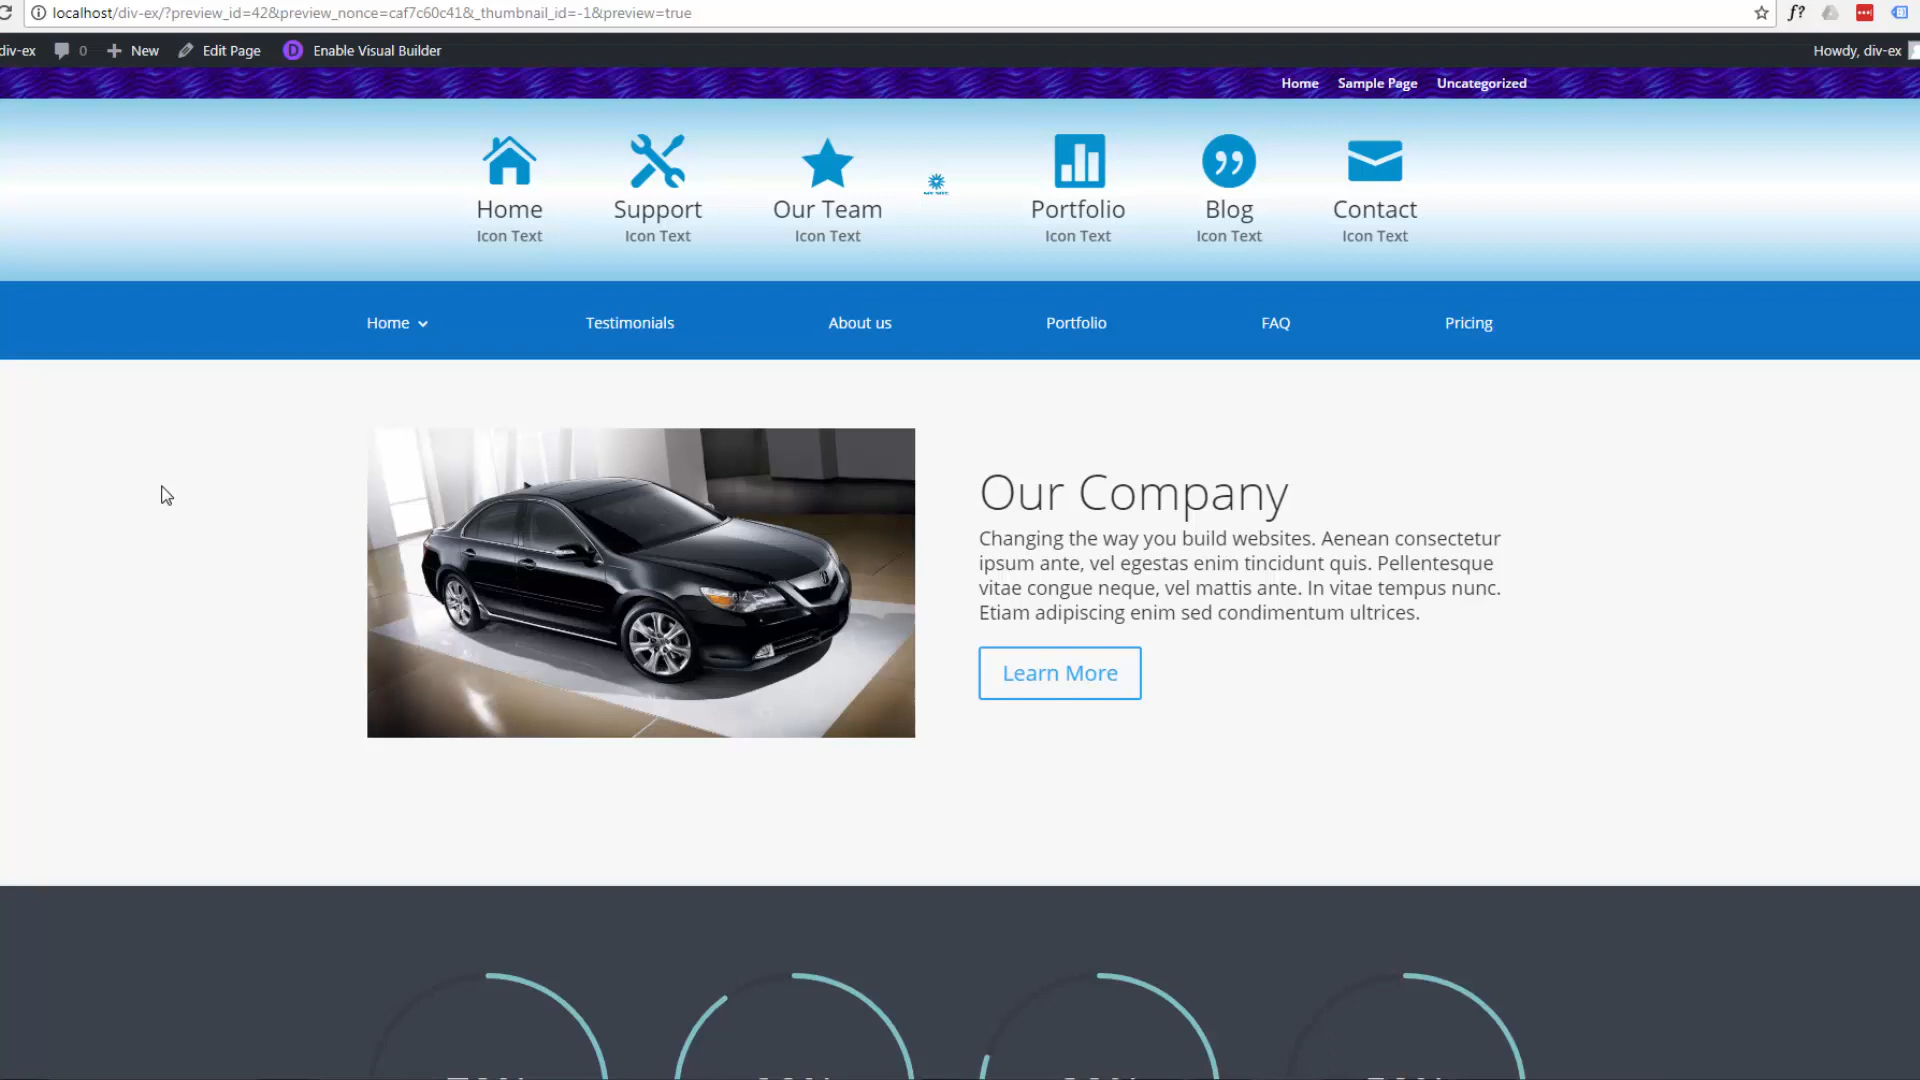 localhost/div-ex/?preview_id=42&preview_nonce=caf7c60c41&_thumbnail_id=-1&preview=true
f?
div-ex 0 New Edit Page D Enable Visual Builder Howdy, div-ex
Home Sample Page Uncategorized
Home Support Our Team Portfolio Blog Contact
Icon Text Icon Text Icon Text Icon Text Icon Text Icon Text
Home Testimonials About us Portfolio FAQ Pricing
Our Company
Changing the way you build websites. Aenean consectetur
ipsum ante, vel egestas enim tincidunt quis. Pellentesque
vitae congue neque, vel mattis ante. In vitae tempus nunc.
Etiam adipiscing enim sed condimentum ultrices.
Learn More